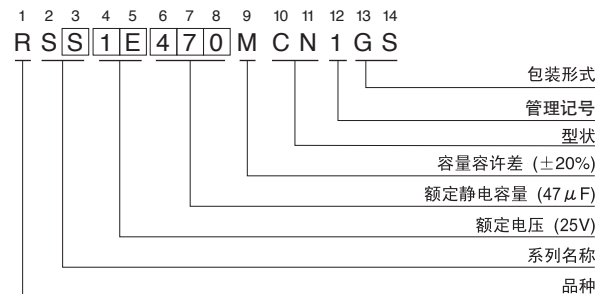 1 2 3 4 5 6 7 8 9 10 11 12 13 14
R S S 1 E 4 7 0 M C N 1 G S
包装形式
管理记号
型状
容量容许差 (±20%)
额定静电容量 (47μF)
额定电压 (25V)
系列名称
品种